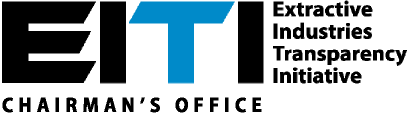 EITI
Extractive
Industries
Transparency
Initiative
CHAIRMAN'S OFFICE